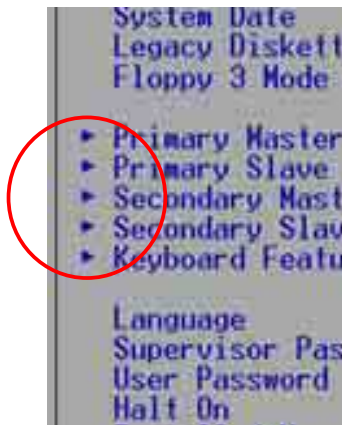 System Date
Legacy Diskett
Floppy 3 Mode
Primary Master
Primary Slave
Secondary Mast
Secondary Slav
Keyboard Featu
Language
Supervisor Pas
User Password
Halt On